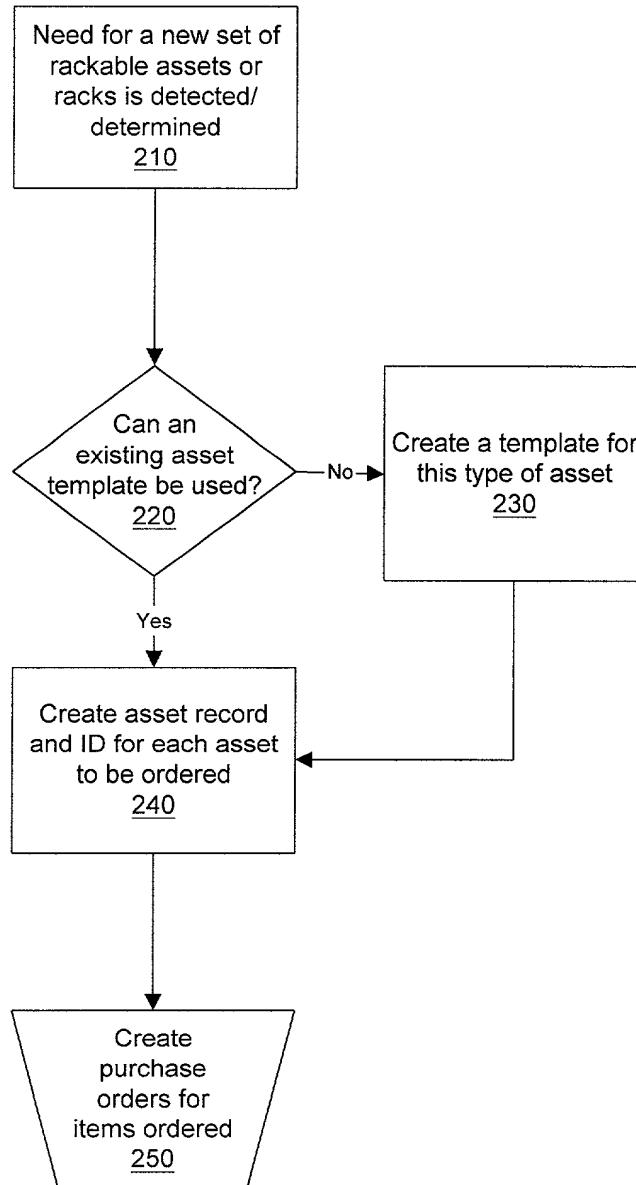 Need for a new set of
rackable assets or
racks is detected/
determined
210
Can an
existing asset
template be used?
220
No
Create a template for
this type of asset
230
Yes
Create asset record
and ID for each asset
to be ordered
240
Create
purchase
orders for
items ordered
250